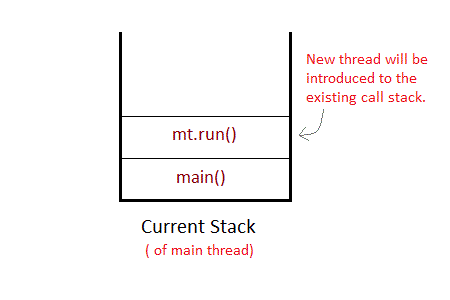 New thread will be
introduced to the
existing call stack.
mt.run()
main()
Current Stack
( of main thread)